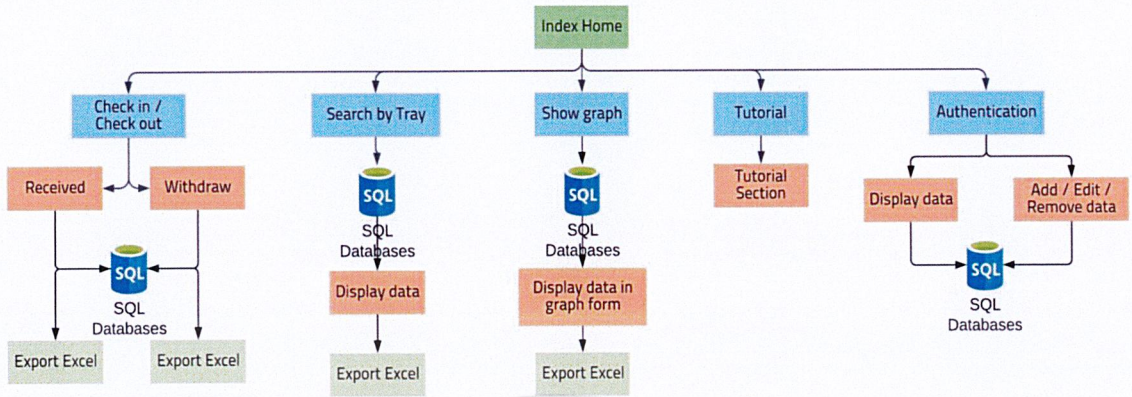 Index Home
Check in /
Check out
Search by Tray
Show graph
Tutorial
Authentication
Received
Withdraw
SQL
SQL
Databases
Export Excel
Export Excel
SQL
SQL
Databases
Display data
Export Excel
SQL
SQL
Databases
Display data in
graph form
Export Excel
Tutorial
Section
Display data
Add / Edit /
Remove data
SQL
SQL
Databases